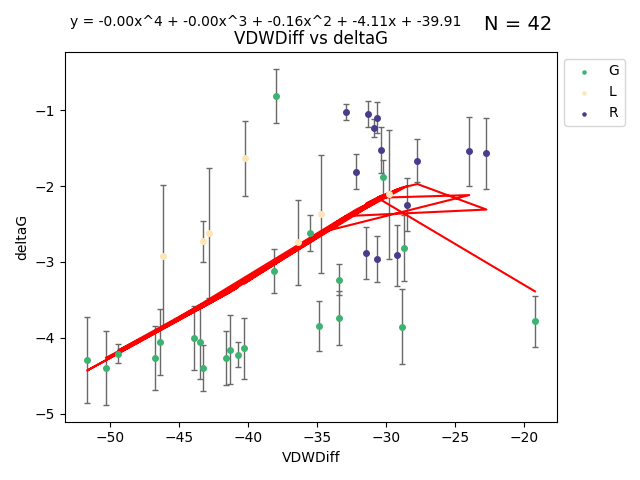 y = -0.00x^4 + -0.00x^3 + -0.16x^2 + -4.11x + -39.91
N = 42
VDWDiff vs deltaG
G
L
R
deltaG
−1
−2
−3
−4
−5
−50
−45
−40
−35
−30
−25
−20
VDWDiff